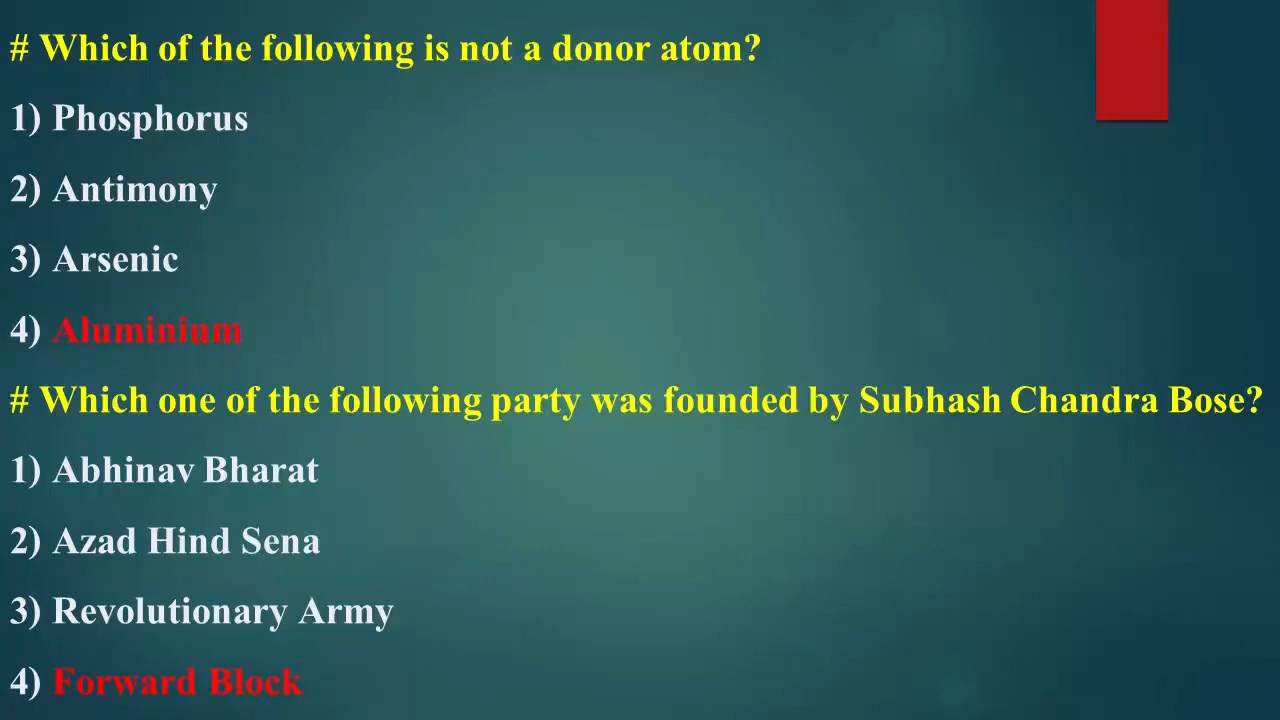 # Which of the following is not a donor atom?
1) Phosphorus
2) Antimony
3) Arsenic
4) Aluminium
# Which one of the following party was founded by Subhash Chandra Bose?
1) Abhinav Bharat
2) Azad Hind Sena
3) Revolutionary Army
4) Forward Block